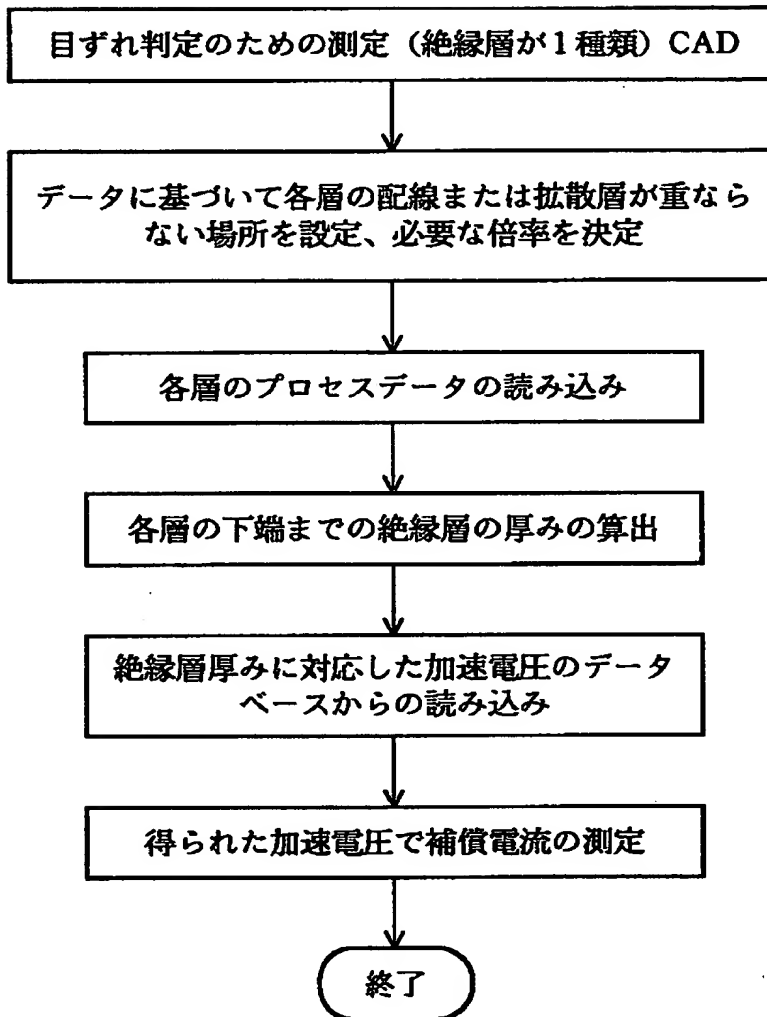 目ずれ判定のための測定（絶縁層が1種類）CAD
データに基づいて各層の配線または拡散層が重なら
ない場所を設定、必要な倍率を決定
各層のプロセスデータの読み込み
各層の下端までの絶縁層の厚みの算出
絶縁層厚みに対応した加速電圧のデータ
ベースからの読み込み
得られた加速電圧で補償電流の測定
終了